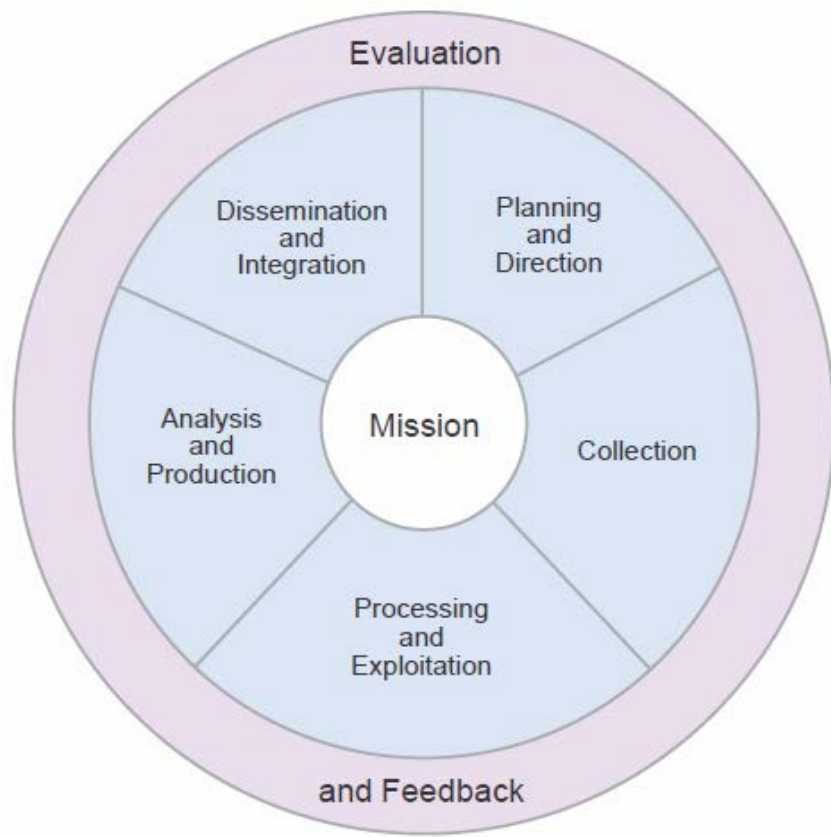 Evaluation
Dissemination
and
Integration
Planning
and
Direction
Mission
Analysis
and
Production
Collection
Processing
and
Exploitation
and Feedback